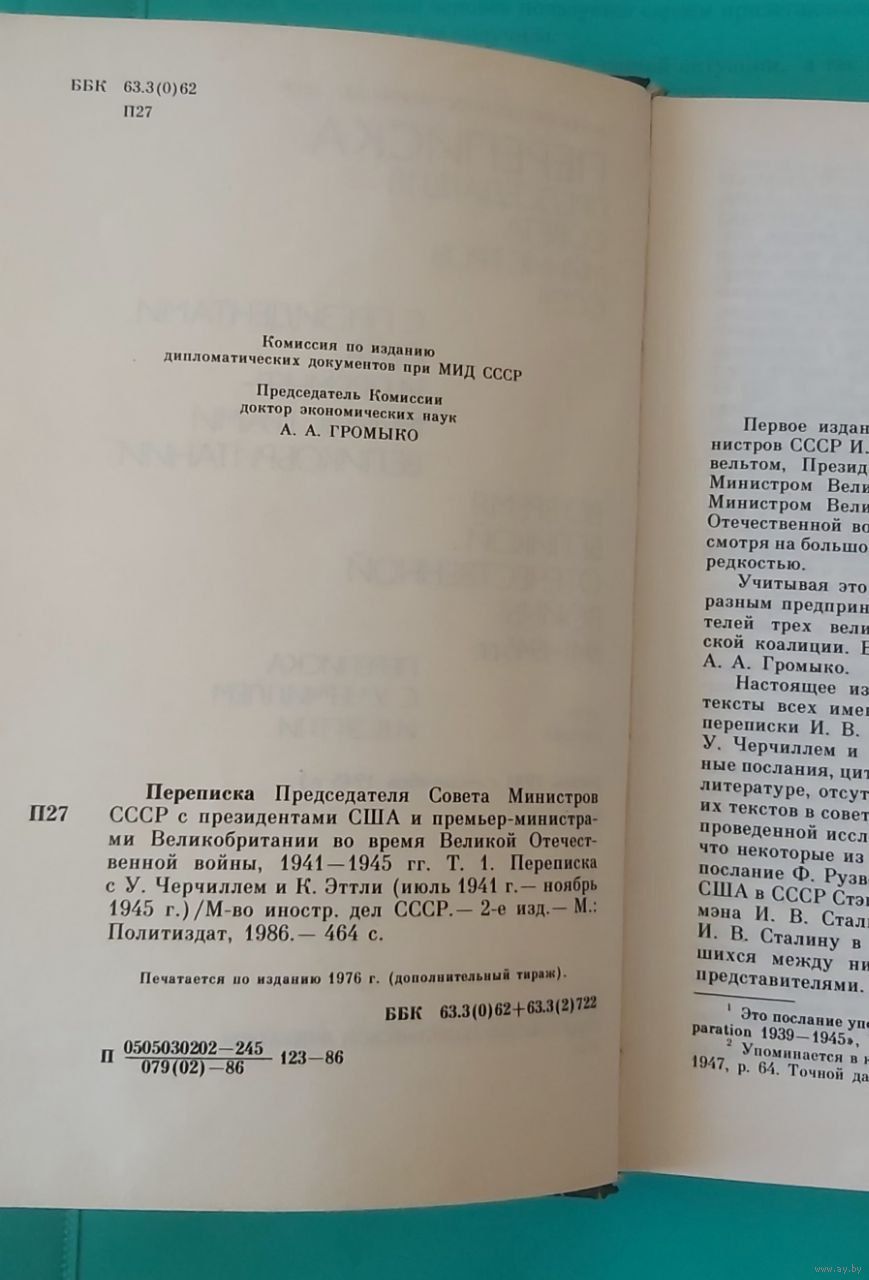 ББК 63.3(0)62
П27
Комиссия по изданию
дипломатических документов при МИД СССР
Председатель Комиссии
доктор экономических наук
А. А. ГРОМЫКО
П27
Переписка Председателя Совета Министров
СССР с президентами США и премьер-министра-
ми Великобритании во время Великой Отечест-
венной войны, 1941—1945 гг. Т. 1. Переписка
с У. Черчиллем и К. Эттли (июль 1941 г.— ноябрь
1945 г.)/М-во иностр. дел СССР.— 2-е изд.— М.:
Политиздат, 1986.— 464 с.
Печатается по изданию 1976 г. (дополнительный тираж).
ББК 63.3(0)62+63.3(2)722
П 0505030202—245
079(02)—86
123—86
Первое издан
нистров СССР И.
вельтом, Презид
Министром Вели
Министром Вели
Отечественной во
смотря на большо
редкостью.
Учитывая это
разным предприн
телей трех вели
ской коалиции. В
А. А. Громыко.
Настоящее из
тексты всех имен
переписки И. В.
У. Черчиллем и
ные послания, цит
литературе, отсут
их текстов в совет
проведенной иссл
что некоторые из
послание Ф. Рузв
США в СССР Стэн
мэна И. В. Стали
И. В. Сталину в
шихся между ни
представителями.
1 Это послание упо
paration 1939—1945»,
2 Упоминается в к
1947, p. 64. Точной да
www.ay.by